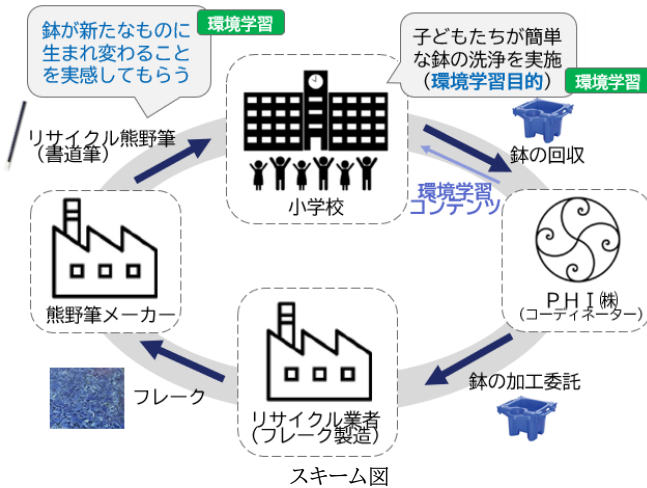 鉢が新たなものに
生まれ変わること
を実感してもらう
環境学習
子どもたちが簡単
な鉢の洗浄を実施
（環境学習目的）
環境学習
リサイクル熊野筆
（書道筆）
小学校
鉢の回収
環境学習
コンテンツ
熊野筆メーカー
ＰＨＩ㈱
（コーディネーター）
フレーク
リサイクル業者
（フレーク製造）
鉢の加工委託
スキーム図